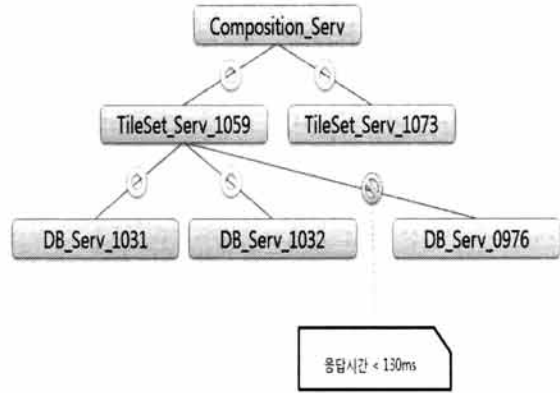 Composition_Serv
TileSet_Serv_1059
TileSet_Serv_1073
DB_Serv_1031
DB_Serv_1032
DB_Serv_0976
응답시간 < 130ms